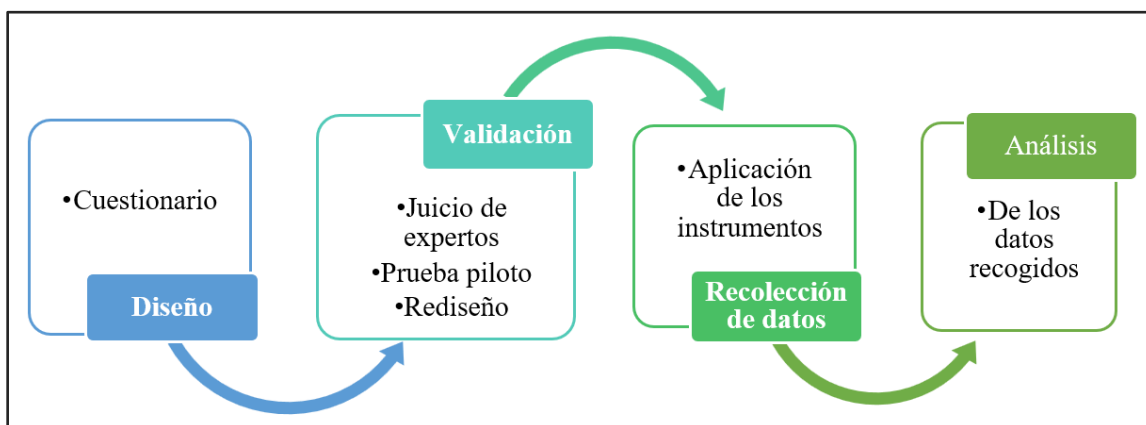 •Cuestionario
Diseño
Validación
•Juicio de
expertos
•Prueba piloto
•Rediseño
•Aplicación
de los
instrumentos
Recolección
de datos
Análisis
•De los
datos
recogidos